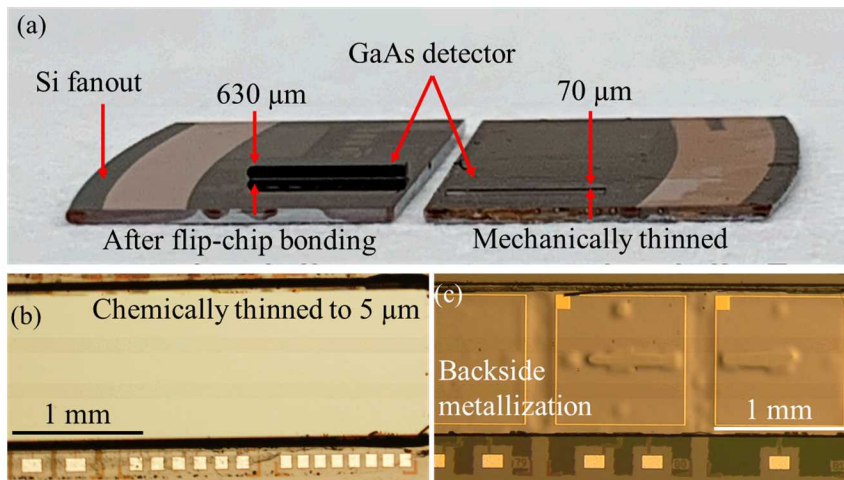 (a)
GaAs detector
Si fanout
630 μm
70 μm
After flip-chip bonding
Mechanically thinned
(b)
Chemically thinned to 5 μm
1 mm
(c)
Backside
metallization
1 mm